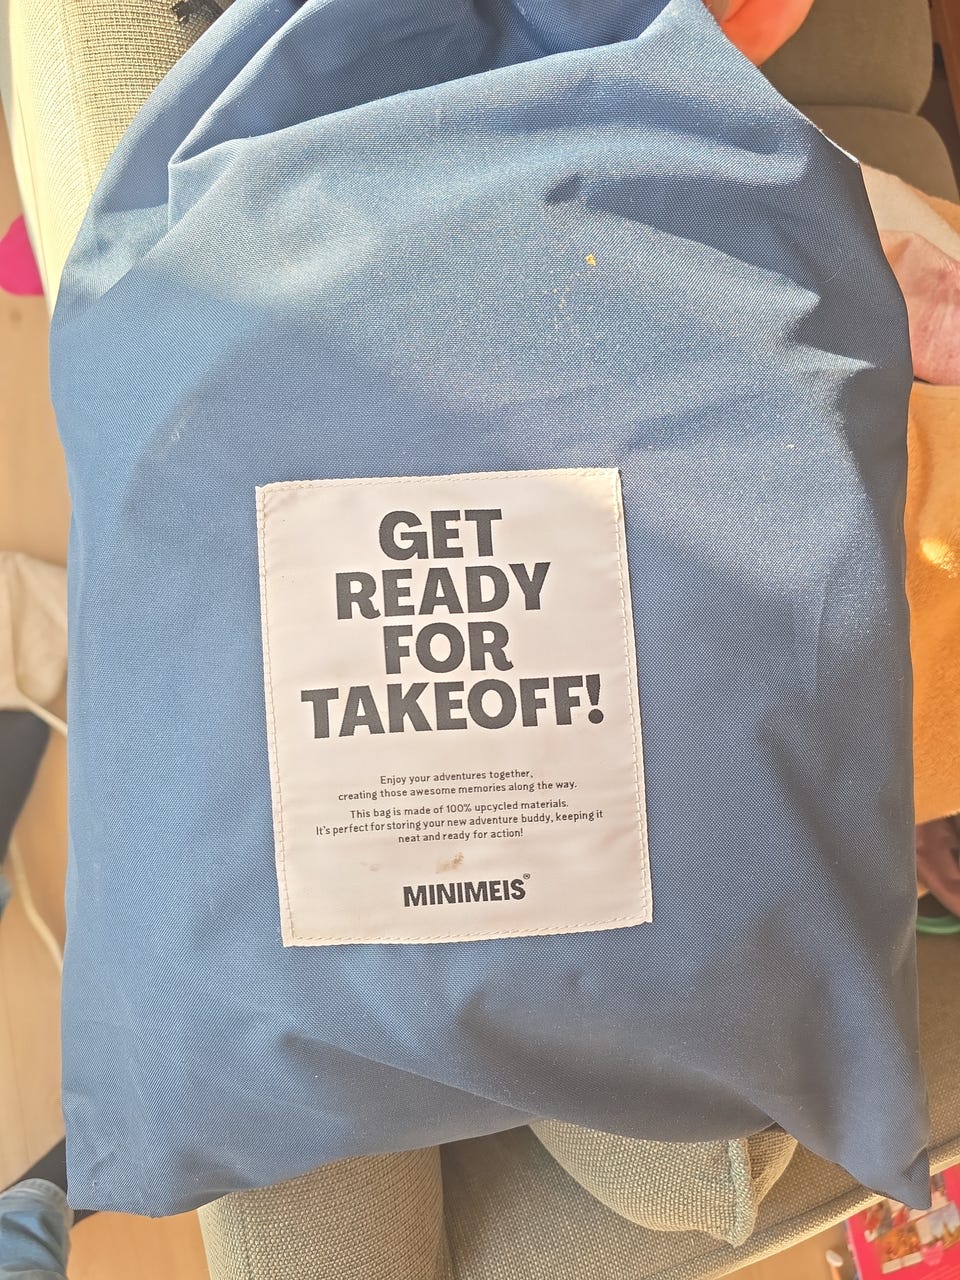 GET
READY
FOR
TAKEOFF!
Enjoy your adventures together,
creating those awesome memories along the way.
This bag is made of 100% upcycled materials.
It's perfect for storing your new adventure buddy, keeping it
neat and ready for action!
MINIMEIS®